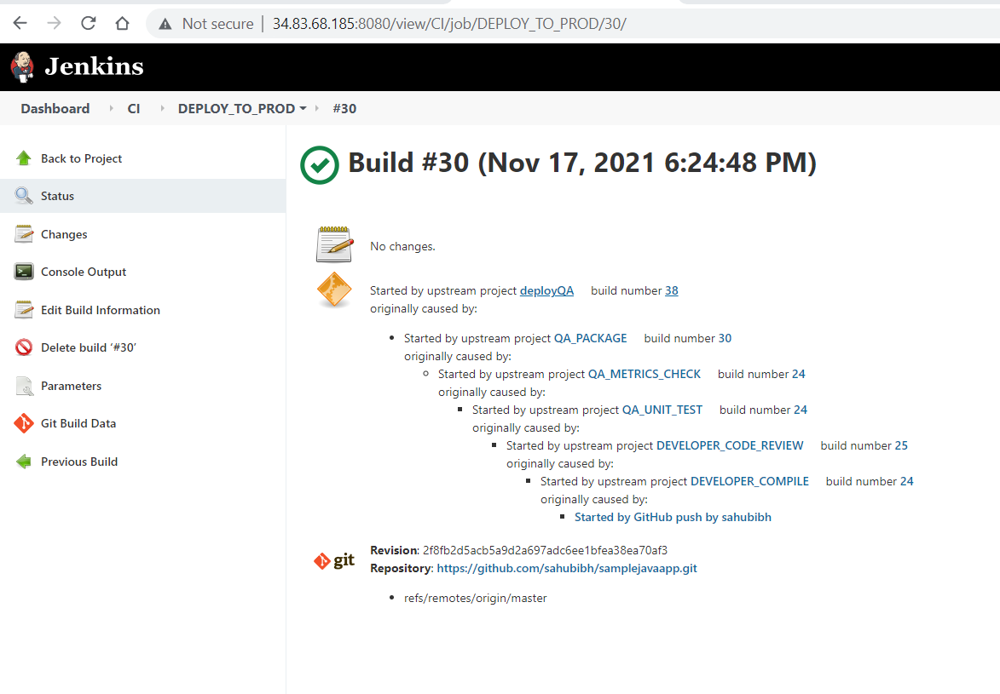 Not secure | 34.83.68.185:8080/view/CI/job/DEPLOY_TO_PROD/30/
Jenkins
Dashboard CI DEPLOY_TO_PROD #30
Back to Project
Status
Changes
Console Output
Edit Build Information
Delete build ‘#30’
Parameters
Git Build Data
Previous Build
Build #30 (Nov 17, 2021 6:24:48 PM)
No changes.
Started by upstream project deployQA build number 38
originally caused by:
Started by upstream project QA_PACKAGE build number 30
originally caused by:
Started by upstream project QA_METRICS_CHECK build number 24
originally caused by:
Started by upstream project QA_UNIT_TEST build number 24
originally caused by:
Started by upstream project DEVELOPER_CODE_REVIEW build number 25
originally caused by:
Started by upstream project DEVELOPER_COMPILE build number 24
originally caused by:
Started by GitHub push by sahubibh
git
Revision: 2f8fb2d5acb5a9d2a697adc6ee1bfea38ea70af3
Repository: https://github.com/sahubibh/samplejavaapp.git
refs/remotes/origin/master